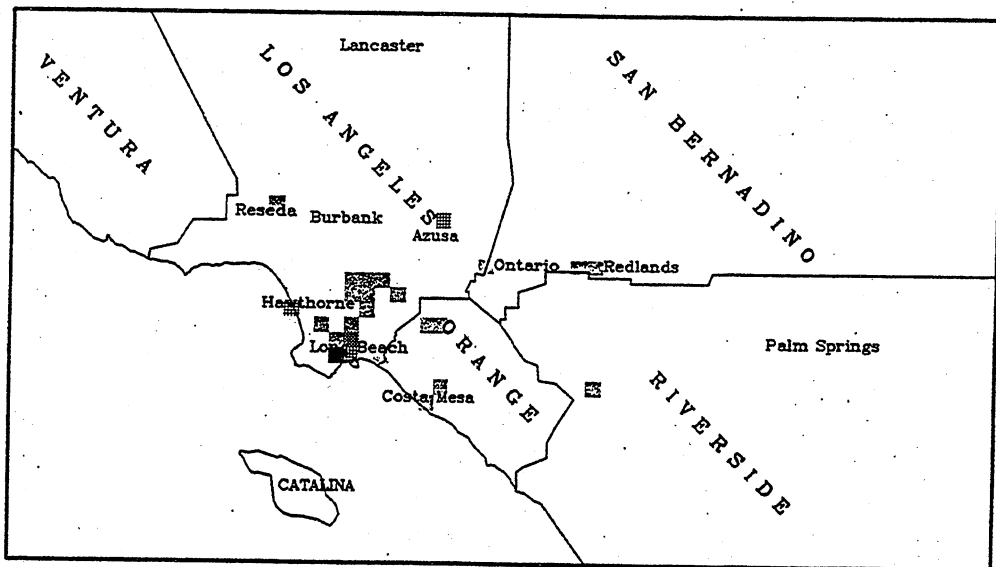 Lancaster
VENTURA
LOS ANGELES
SAN BERNADINO
Reseda
Burbank
Azusa
Ontario
Redlands
Hawthorne
Long Beach
ORANGE
Palm Springs
Costa Mesa
RIVERSIDE
CATALINA